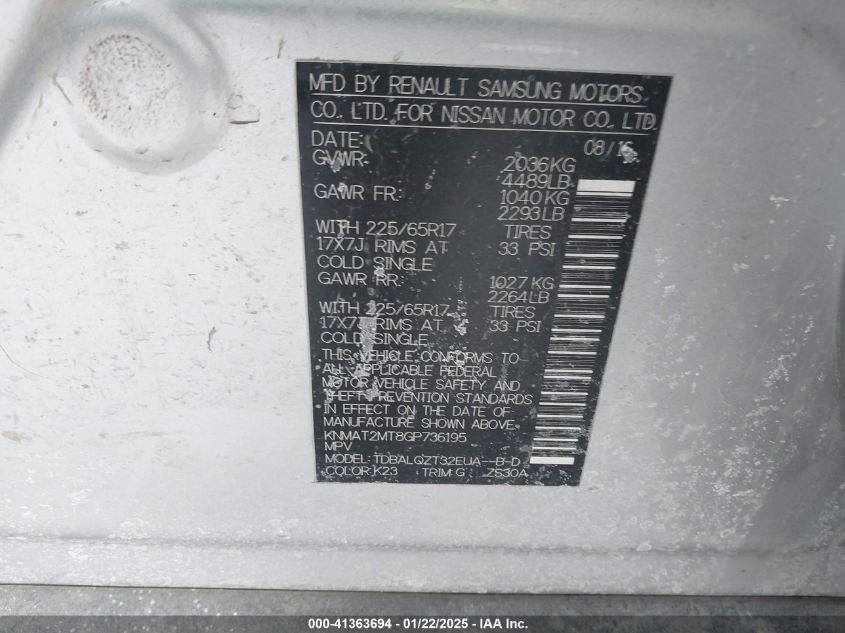 MFD BY RENAULT SAMSUNG MOTORS
CO., LTD. FOR NISSAN MOTOR CO., LTD.
DATE: 08/16
GVWR: 2036KG
4489LB
GAWR FR: 1040KG
2293LB
WITH 225/65R17 TIRES
17X7J RIMS AT 33 PSI
COLD SINGLE
GAWR RR: 1027KG
2264LB
WITH 225/65R17 TIRES
17X7J RIMS AT 33 PSI
COLD SINGLE
THIS VEHICLE CONFORMS TO
ALL APPLICABLE FEDERAL
MOTOR VEHICLE SAFETY AND
THEFT PREVENTION STANDARDS
IN EFFECT ON THE DATE OF
MANUFACTURE SHOWN ABOVE.
KNMAT2MT8GP736195
MPV
MODEL: TDBALQZT32EUA--B-D
COLOR:K23 TRIM:G ZS30A
000-41363694 - 01/22/2025 - IAA Inc.